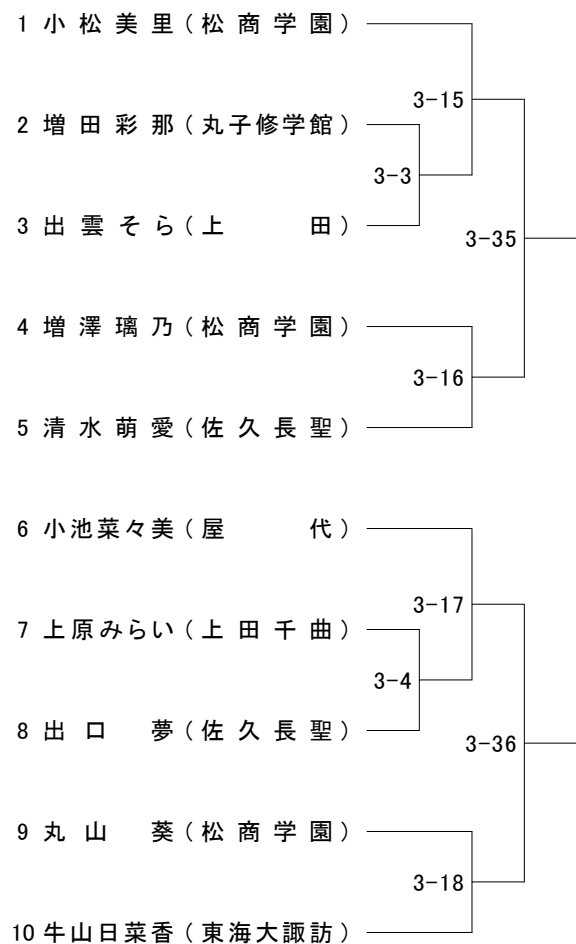 1 小松美里(松商学園)
3-15
2 増田彩那(丸子修学館)
3-3
3 出雲そら(上田)
3-35
4 増澤璃乃(松商学園)
3-16
5 清水萌愛(佐久長聖)
6 小池菜々美(屋代)
3-17
7 上原みらい(上田千曲)
3-4
8 出口夢(佐久長聖)
3-36
9 丸山葵(松商学園)
3-18
10 牛山日菜香(東海大諏訪)